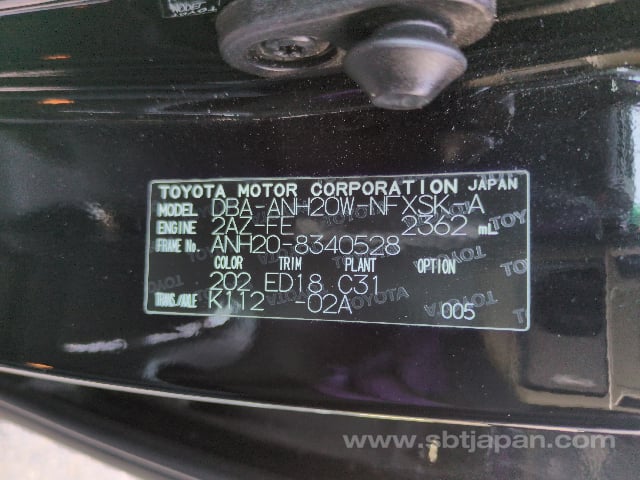 MODEL
TOYOTA MOTOR CORPORATION JAPAN
MODEL DBA-ANH20W-NFXSK A
ENGINE 2AZ-FE 2362 mL
FRAME No. ANH20-8340528
COLOR TRIM PLANT OPTION
202 ED18 C31
TRANS./AXLE K112 -02A
005
www.sbtjapan.com